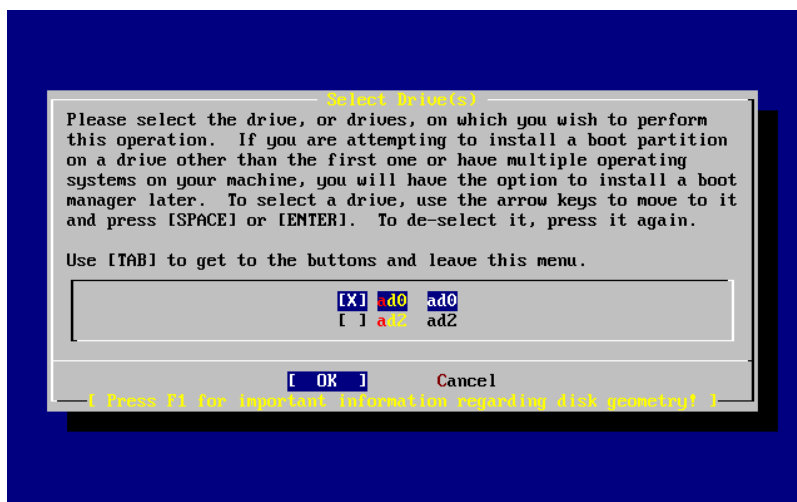 Select Drive(s)
Please select the drive, or drives, on which you wish to perform
this operation.  If you are attempting to install a boot partition
on a drive other than the first one or have multiple operating
systems on your machine, you will have the option to install a boot
manager later.  To select a drive, use the arrow keys to move to it
and press [SPACE] or [ENTER].  To de-select it, press it again.
Use [TAB] to get to the buttons and leave this menu.
[X] ad0  ad0
[ ] ad2  ad2
[  OK  ]  Cancel
[ Press F1 for important information regarding disk geometry! ]